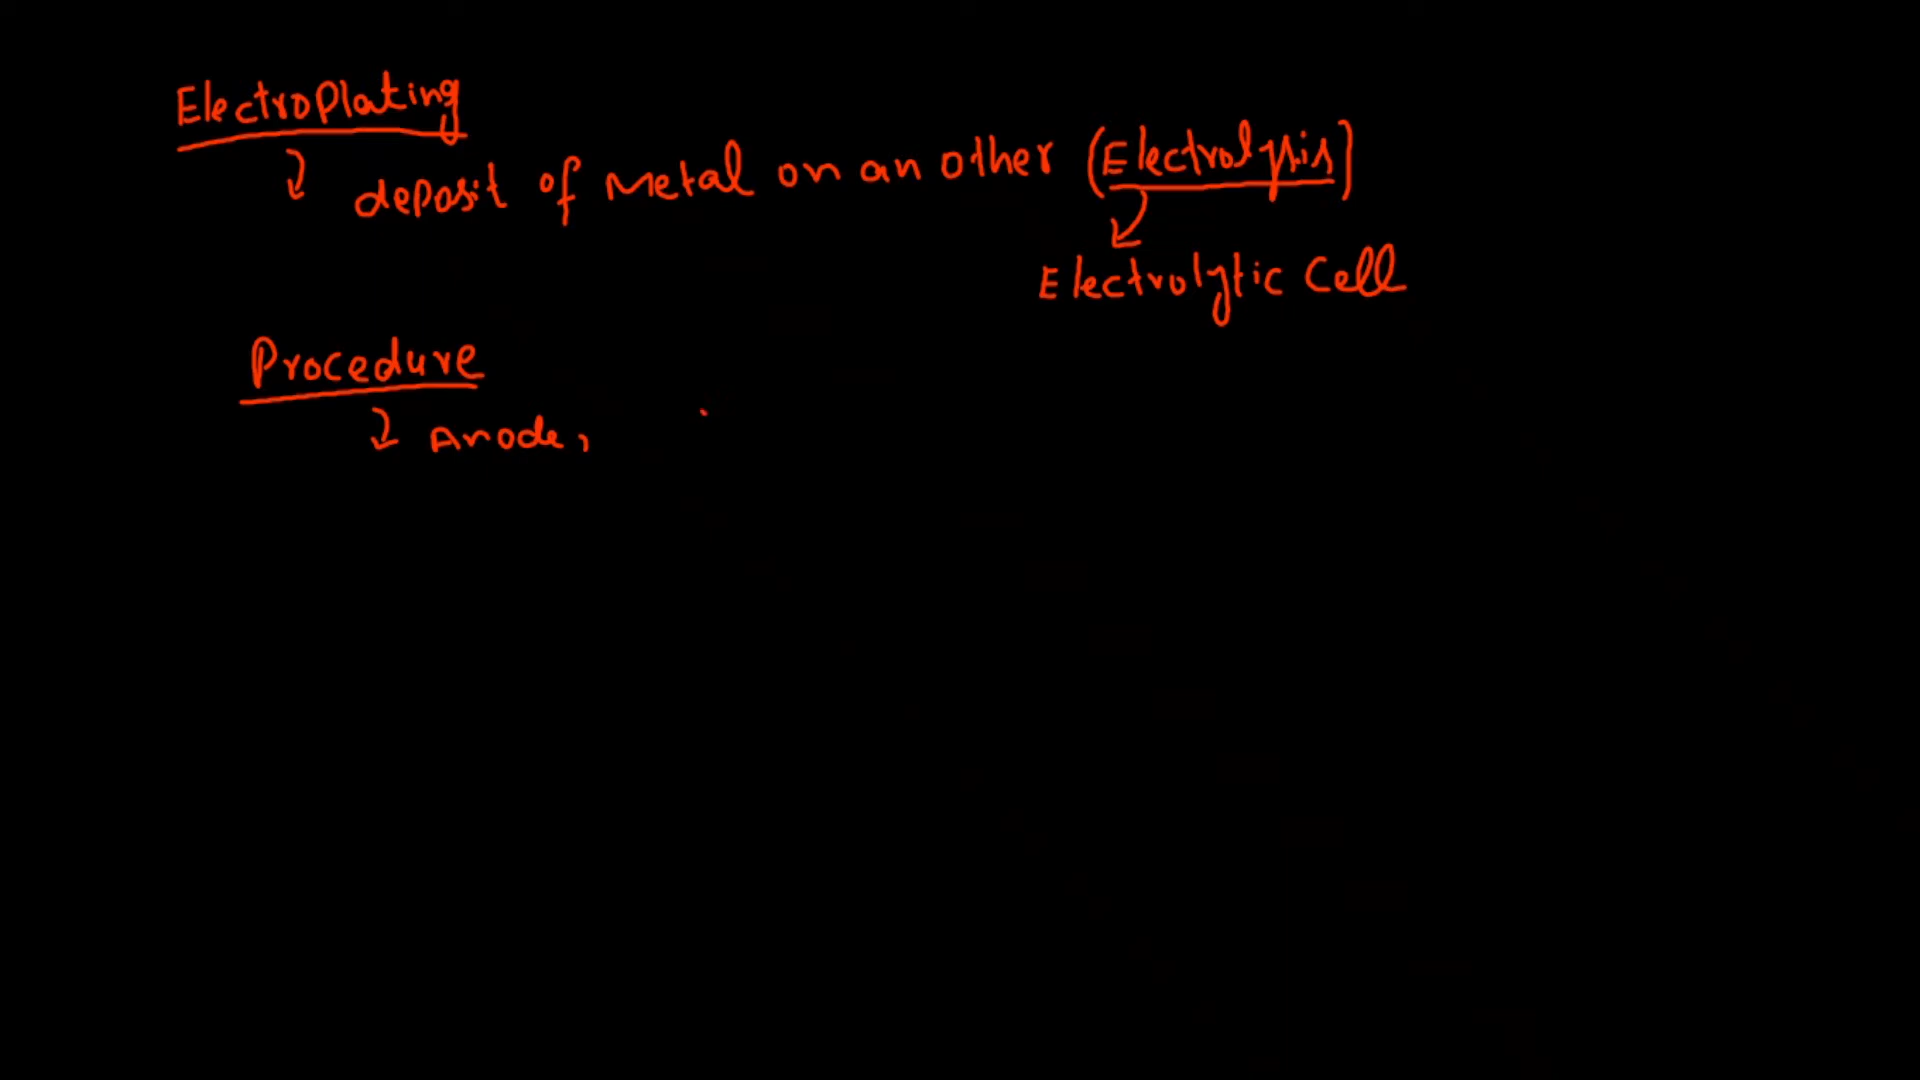 ElectroPlating
deposit of Metal on an other (Electrolysis)
Electrolytic Cell
Procedure
Anode,